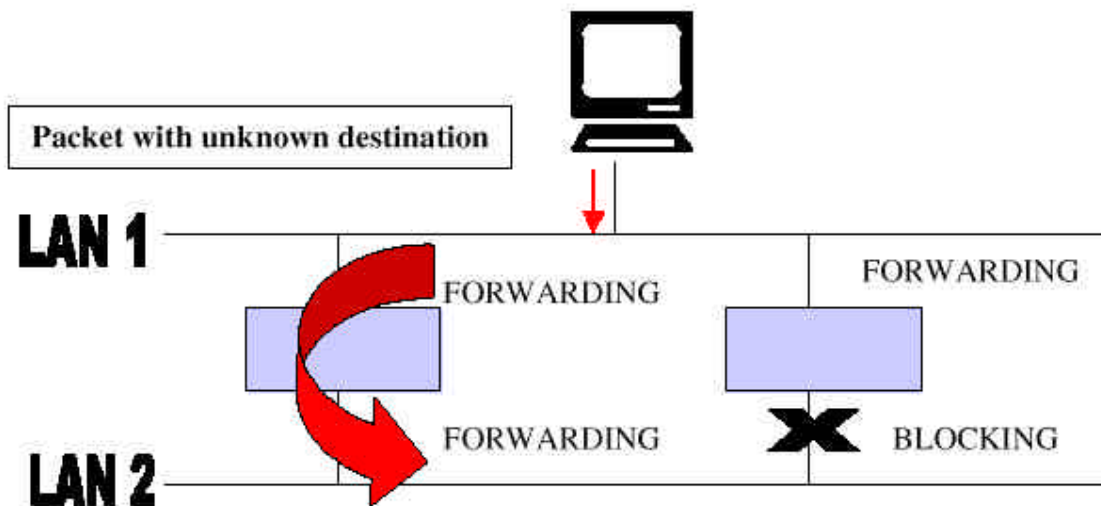 Packet with unknown destination
LAN 1
FORWARDING
FORWARDING
FORWARDING
BLOCKING
LAN 2